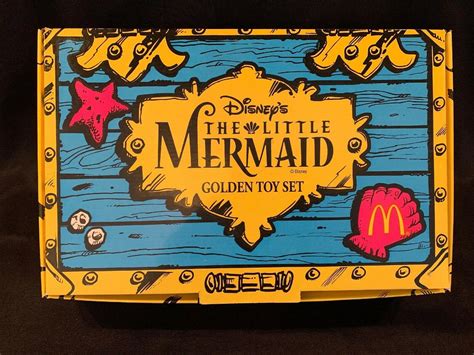 Disney's
THE LITTLE
MERMAID
© Disney
GOLDEN TOY SET
M